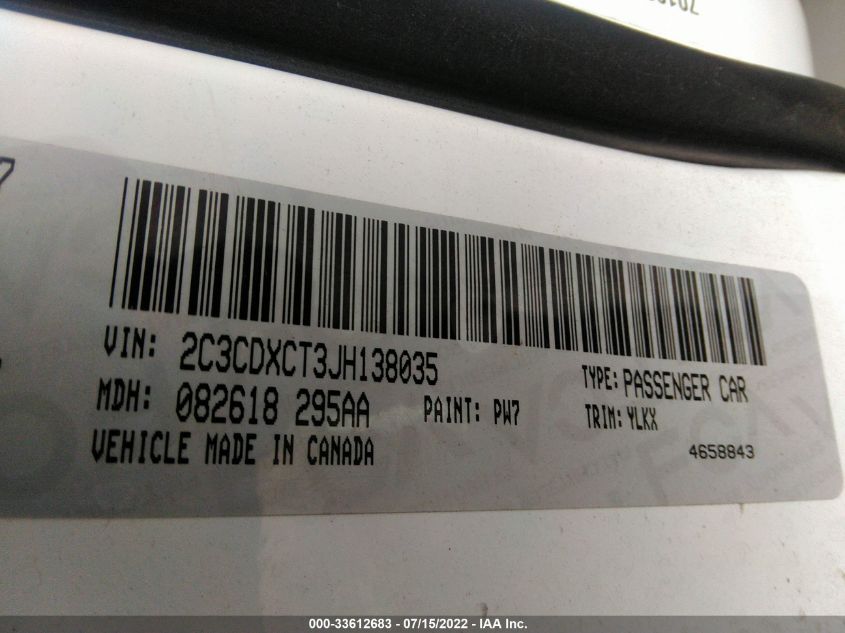 VIN: 2C3CDXCT3JH138035
TYPE: PASSENGER CAR
MDH: 082618 295AA
PAINT: PW7
TRIM: YLKX
VEHICLE MADE IN CANADA
4658843
000-33612683 - 07/15/2022 - IAA Inc.